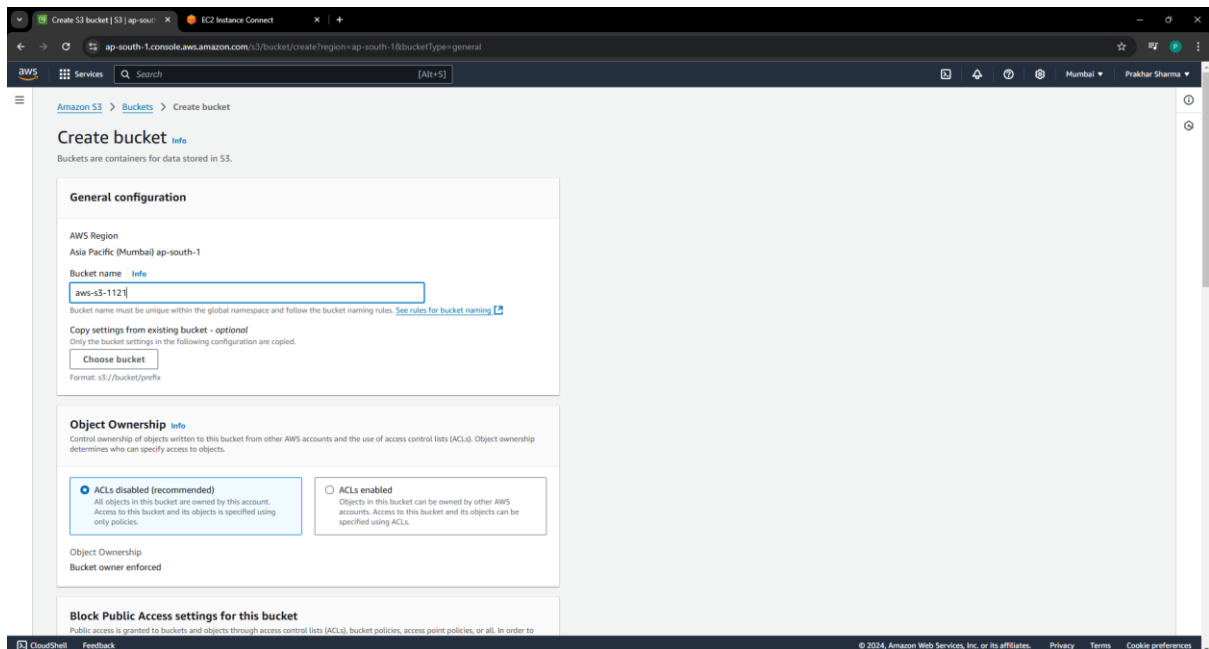 Create S3 bucket | S3 | ap-sout
EC2 Instance Connect
ap-south-1.console.aws.amazon.com/s3/bucket/create?region=ap-south-1&bucketType=general
aws
Services
Search
[Alt+S]
Mumbai
Prakhar Sharma
Amazon S3 > Buckets > Create bucket
Create bucket Info
Buckets are containers for data stored in S3.
General configuration
AWS Region
Asia Pacific (Mumbai) ap-south-1
Bucket name Info
aws-s3-1121
Bucket name must be unique within the global namespace and follow the bucket naming rules. See rules for bucket naming
Copy settings from existing bucket - optional
Only the bucket settings in the following configuration are copied.
Choose bucket
Format: s3://bucket/prefix
Object Ownership Info
Control ownership of objects written to this bucket from other AWS accounts and the use of access control lists (ACLs). Object ownership
determines who can specify access to objects.
ACLs disabled (recommended)
All objects in this bucket are owned by this account.
Access to this bucket and its objects is specified using
only policies.
ACLs enabled
Objects in this bucket can be owned by other AWS
accounts. Access to this bucket and its objects can be
specified using ACLs.
Object Ownership
Bucket owner enforced
Block Public Access settings for this bucket
Public access is granted to buckets and objects through access control lists (ACLs), bucket policies, access point policies, or all. In order to
CloudShell
Feedback
© 2024, Amazon Web Services, Inc. or its affiliates.
Privacy
Terms
Cookie preferences